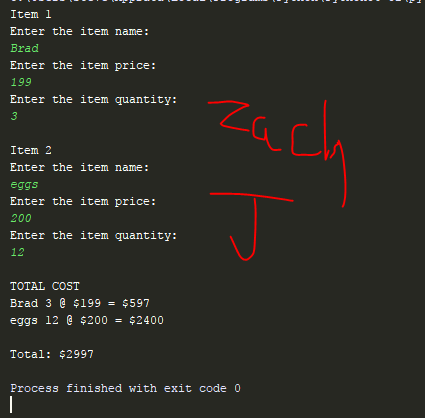 Item 1
Enter the item name:
Brad
Enter the item price:
199
Enter the item quantity:
3
Zach
J
Item 2
Enter the item name:
eggs
Enter the item price:
200
Enter the item quantity:
12
TOTAL COST
Brad 3 @ $199 = $597
eggs 12 @ $200 = $2400
Total: $2997
Process finished with exit code 0